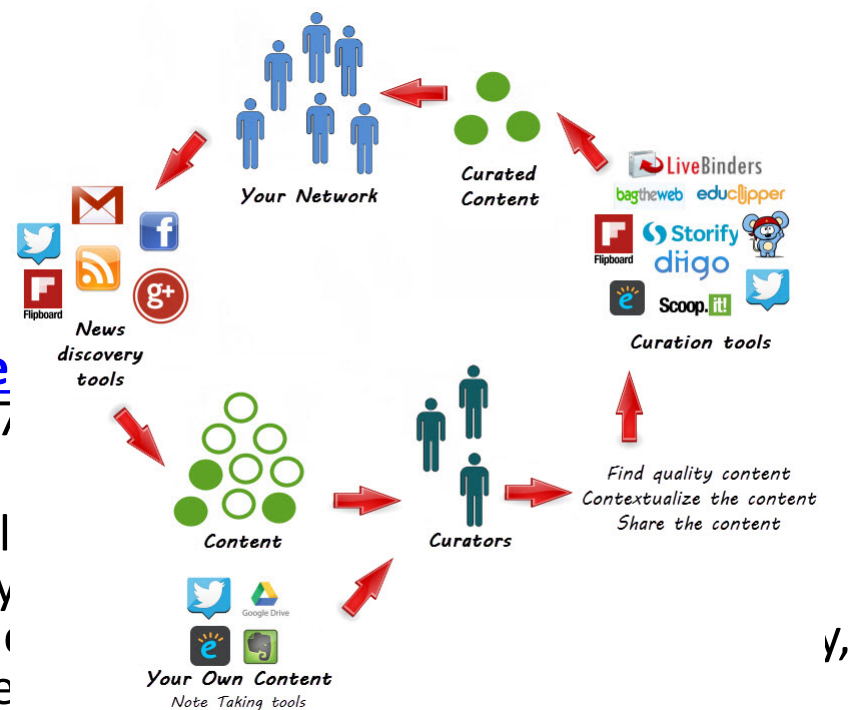 Your Network
Curated
Content
LiveBinders
bagtheweb educlipper
Flipboard
Storify
diigo
Scoop.it!
Curation tools
g+
Flipboard
News
discovery
tools
Find quality content
Contextualize the content
Share the content
Content
Curators
Google Drive
Your Own Content
Note Taking tools